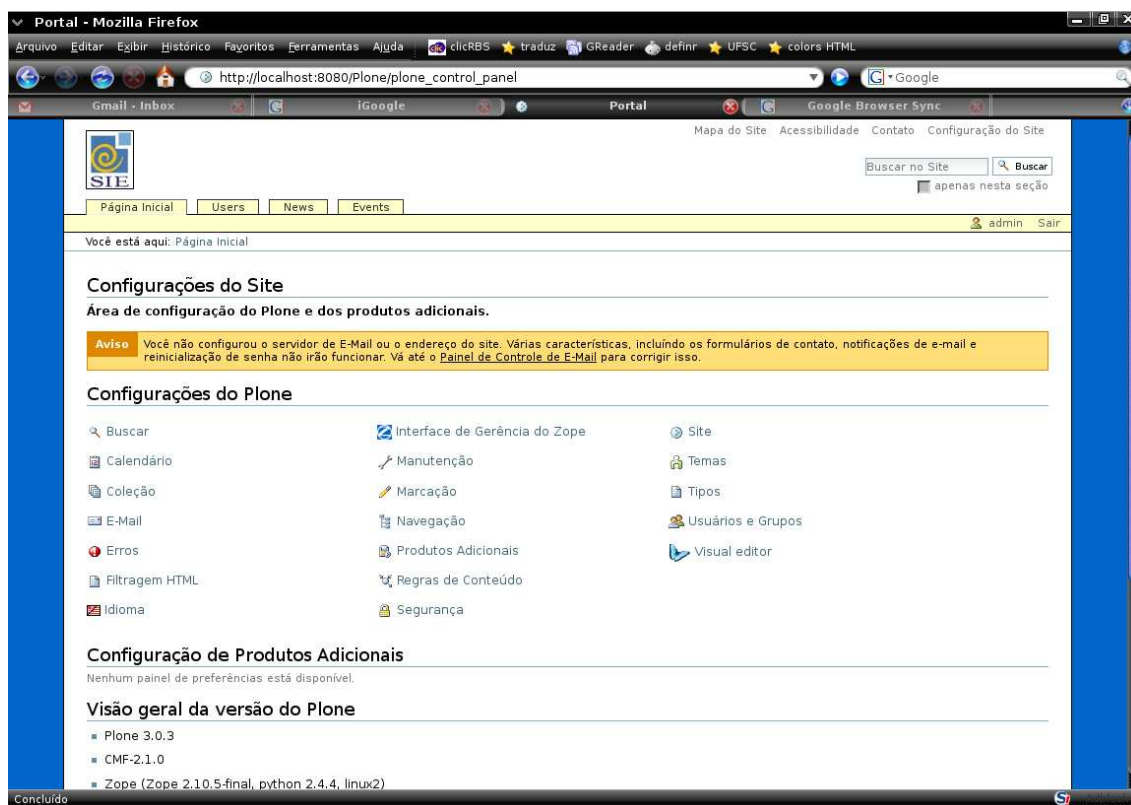 Portal - Mozilla Firefox
Arquivo Editar Exibir Histórico Favoritos Ferramentas Ajuda clicRBS traduz GReader definr UFSC colors HTML
http://localhost:8080/Plone/plone_control_panel Google
Gmail - Inbox iGoogle Portal Google Browser Sync
Mapa do Site Acessibilidade Contato Configuração do Site
SIE
Buscar no Site Buscar
apenas nesta seção
Página Inicial Users News Events
admin Sair
Você está aqui: Página Inicial
Configurações do Site
Área de configuração do Plone e dos produtos adicionais.
Aviso Você não configurou o servidor de E-Mail ou o endereço do site. Várias características, incluíndo os formulários de contato, notificações de e-mail e
reinicialização de senha não irão funcionar. Vá até o Painel de Controle de E-Mail para corrigir isso.
Configurações do Plone
Buscar Interface de Gerência do Zope Site
Calendário Manutenção Temas
Coleção Marcação Tipos
E-Mail Navegação Usuários e Grupos
Erros Produtos Adicionais Visual editor
Filtragem HTML Regras de Conteúdo
Idioma Segurança
Configuração de Produtos Adicionais
Nenhum painel de preferências está disponível.
Visão geral da versão do Plone
Plone 3.0.3
CMF-2.1.0
Zope (Zope 2.10.5-final, python 2.4.4, linux2)
Concluído